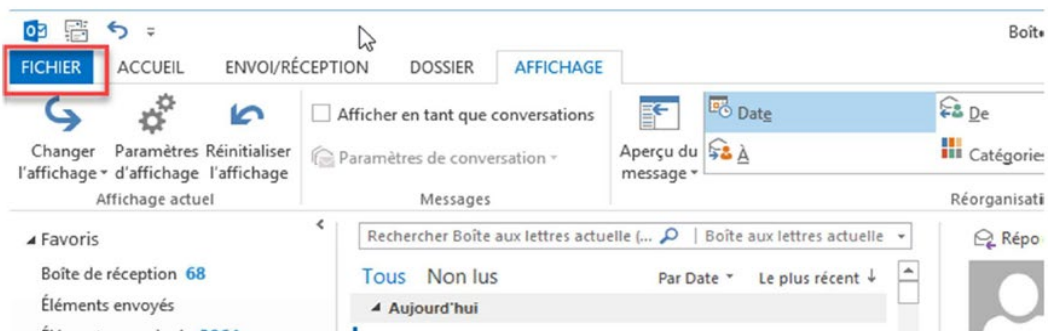 Boîte
FICHIER ACCUEIL ENVOI/RÉCEPTION DOSSIER AFFICHAGE
Afficher en tant que conversations Date De
Changer l'affichage Paramètres d'affichage Réinitialiser l'affichage Paramètres de conversation Aperçu du message À Catégories
Affichage actuel Messages Réorganisati
Favoris Rechercher Boîte aux lettres actuelle (... Boîte aux lettres actuelle Répo
Boîte de réception 68 Tous Non lus Par Date Le plus récent ↓
Éléments envoyés Aujourd'hui